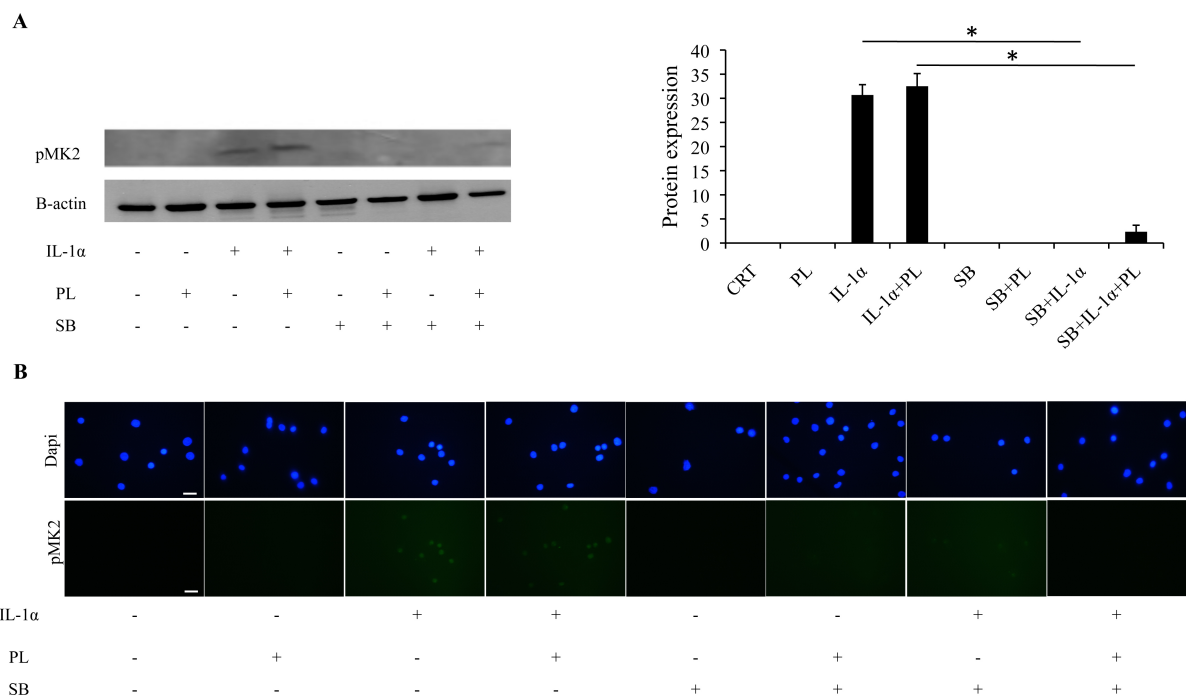 A
pMK2
B-actin
IL-1α - - + + - - + +
PL - + - + - + - +
SB - - - - + + + +
* 
*
Protein expression
40
35
30
25
20
15
10
5
0
CRT PL IL-1α IL-1α+PL SB SB+PL SB+IL-1α SB+IL-1α+PL
B
Dapi
pMK2
IL-1α - - + + - - + +
PL - + - + - + - +
SB - - - - + + + +